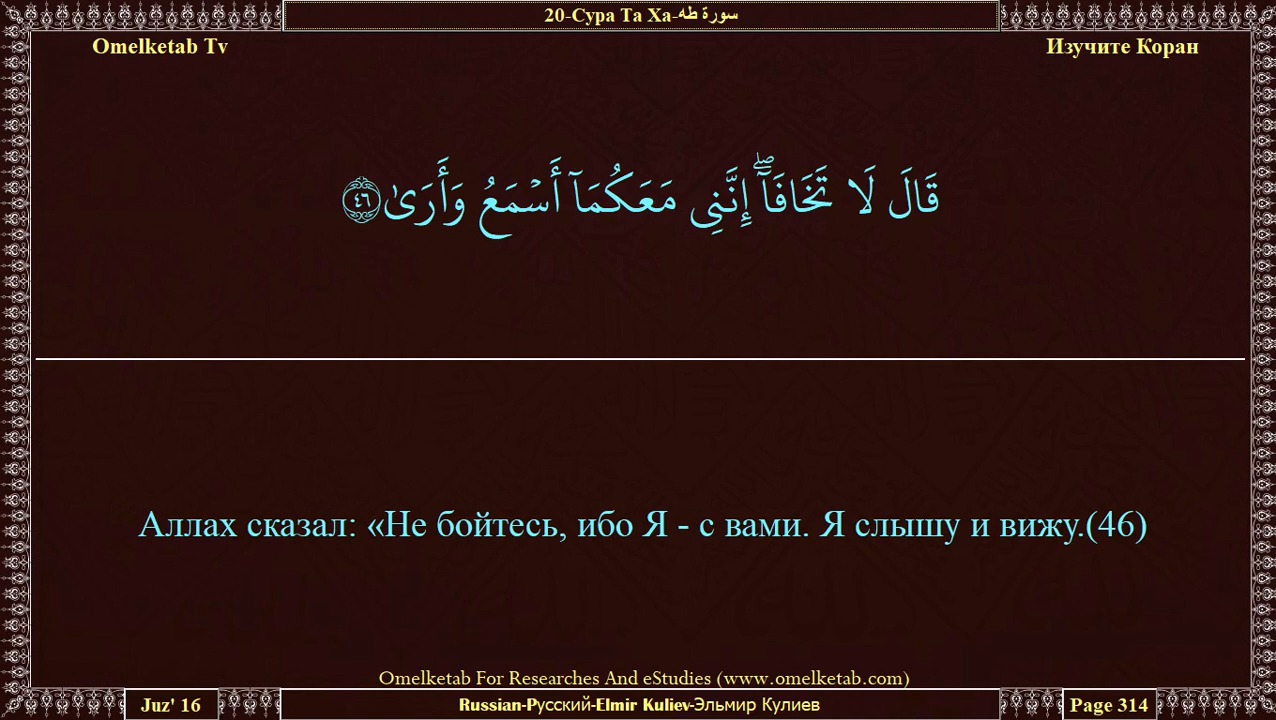 20-Сура Та Ха-سورة طه
Omelketab Tv
Изучите Коран
قَالَ لَا تَخَافَآ ۖ إِنَّنِى مَعَكُمَآ أَسْمَعُ وَأَرَىٰ ٤٦
Аллах сказал: «Не бойтесь, ибо Я - с вами. Я слышу и вижу.(46)
Omelketab For Researches And eStudies (www.omelketab.com)
Juz' 16
Russian-Русский-Elmir Kuliev-Эльмир Кулиев
Page 314